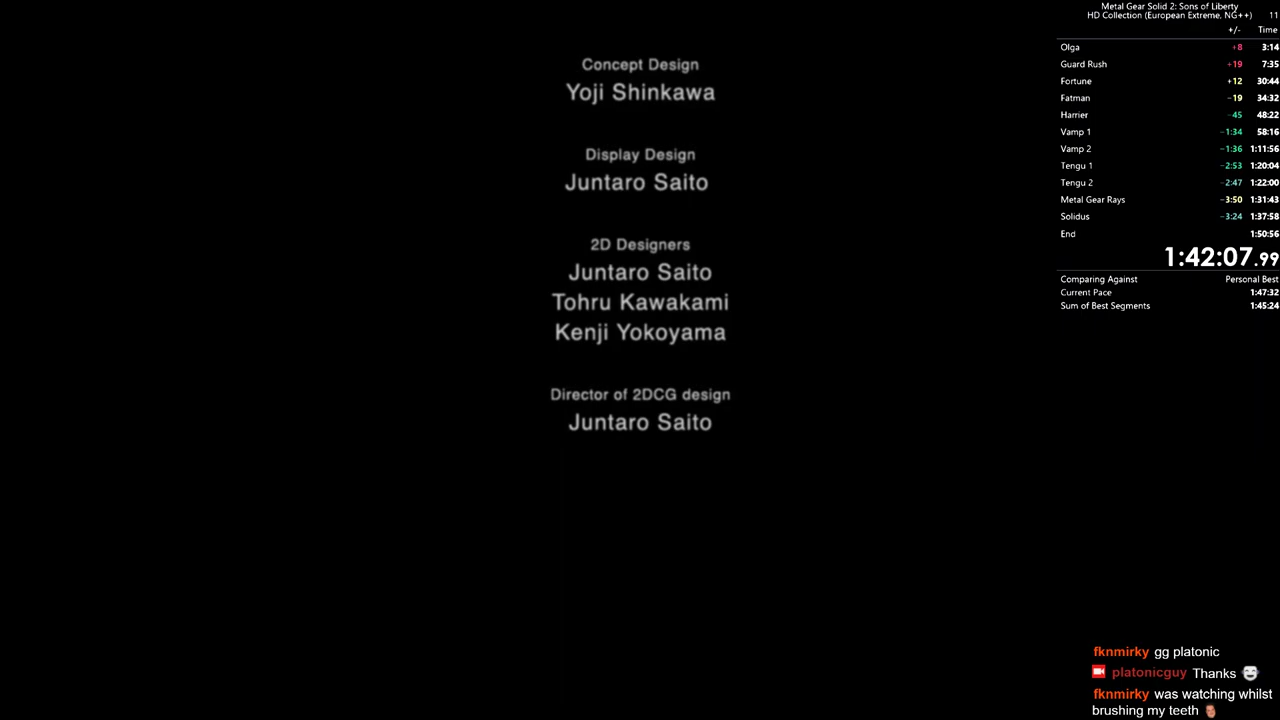 Concept Design
Yoji Shinkawa
Display Design
Juntaro Saito
2D Designers
Juntaro Saito
Tohru Kawakami
Kenji Yokoyama
Director of 2DCG design
Juntaro Saito
Metal Gear Solid 2: Sons of Liberty
HD Collection (European Extreme, NG++) 11
+/- Time
Olga +8 3:14
Guard Rush +19 7:35
Fortune +12 30:44
Fatman −19 34:32
Harrier −45 48:22
Vamp 1 −1:34 58:16
Vamp 2 −1:36 1:11:56
Tengu 1 −2:53 1:20:04
Tengu 2 −2:47 1:22:00
Metal Gear Rays −3:50 1:31:43
Solidus −3:24 1:37:58
End 1:50:56
1:42:07.99
Comparing Against Personal Best
Current Pace 1:47:32
Sum of Best Segments 1:45:24
fknmirky gg platonic
platonicguy Thanks
fknmirky was watching whilst
brushing my teeth